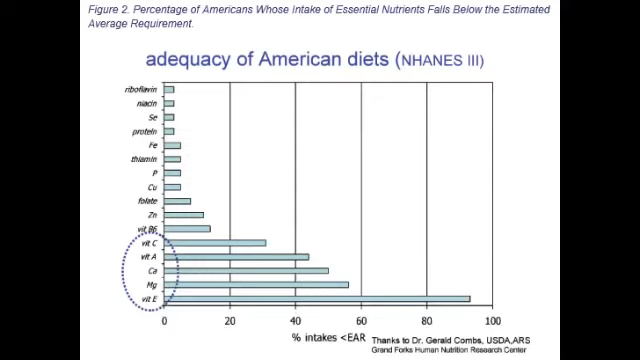 Figure 2. Percentage of Americans Whose Intake of Essential Nutrients Falls Below the Estimated
Average Requirement.
adequacy of American diets (NHANES III)
riboflavin
niacin
Se
protein
Fe
thiamin
P
Cu
folate
Zn
vit B6
vit C
vit A
Ca
Mg
vit E
0 20 40 60 80 100
% intakes <EAR
Thanks to Dr. Gerald Combs, USDA,ARS
Grand Forks Human Nutrition Research Center